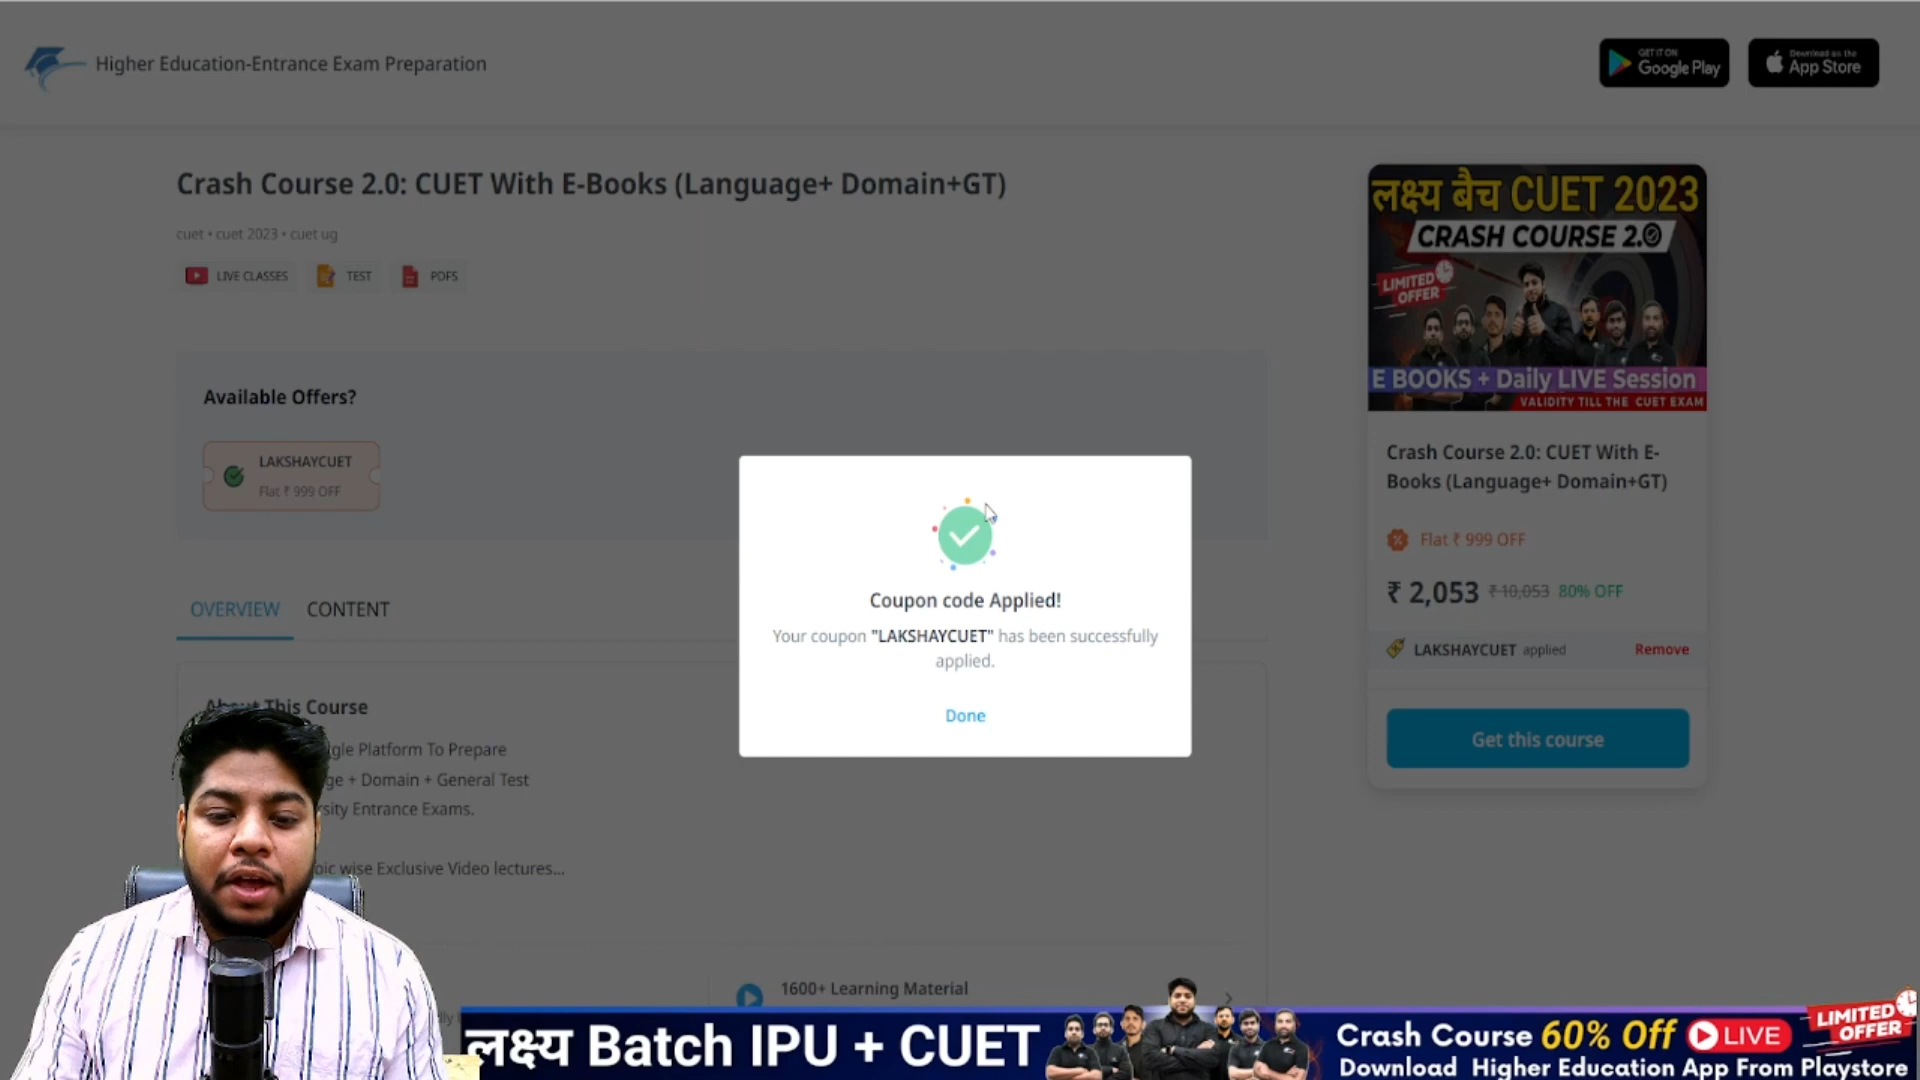 Higher Education-Entrance Exam Preparation
GET IT ON
Google Play
Download on the
App Store
Crash Course 2.0: CUET With E-Books (Language+ Domain+GT)
cuet • cuet 2023 • cuet ug
LIVE CLASSES
TEST
PDFS
Available Offers?
LAKSHAYCUET
Flat ₹ 999 OFF
OVERVIEW
CONTENT
About This Course
gle Platform To Prepare
ge + Domain + General Test
rsity Entrance Exams.
pic wise Exclusive Video lectures...
1600+ Learning Material
Coupon code Applied!
Your coupon "LAKSHAYCUET" has been successfully
applied.
Done
लक्ष्य बैच CUET 2023
CRASH COURSE 2.0
LIMITED
OFFER
E BOOKS + Daily LIVE Session
VALIDITY TILL THE CUET EXAM
Crash Course 2.0: CUET With E-
Books (Language+ Domain+GT)
Flat ₹ 999 OFF
₹ 2,053 ₹ 10,053 80% OFF
LAKSHAYCUET applied
Remove
Get this course
लक्ष्य Batch IPU + CUET
Crash Course 60% Off
LIVE
LIMITED
OFFER
Download Higher Education App From Playstore